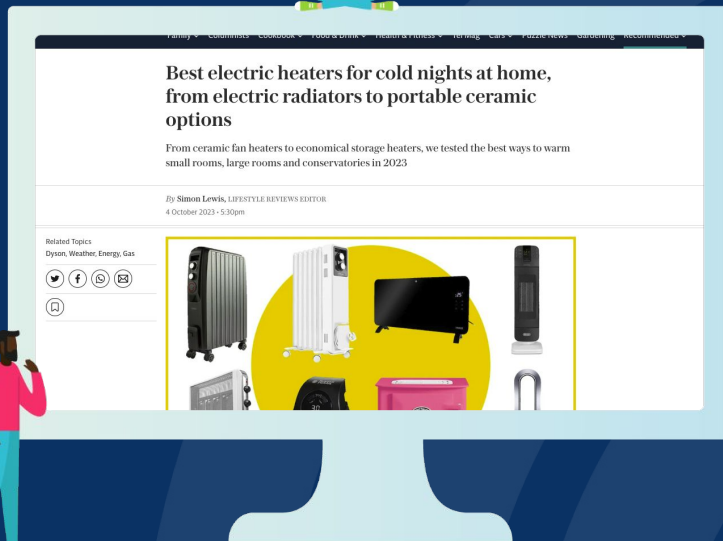 Family Columnists Cookbook Food & Drink Health & Fitness Tel Mag Cars Puzzle News Gardening Recommended
Best electric heaters for cold nights at home,
from electric radiators to portable ceramic
options
From ceramic fan heaters to economical storage heaters, we tested the best ways to warm
small rooms, large rooms and conservatories in 2023
By Simon Lewis, LIFESTYLE REVIEWS EDITOR
4 October 2023 • 5:30pm
Related Topics
Dyson, Weather, Energy, Gas